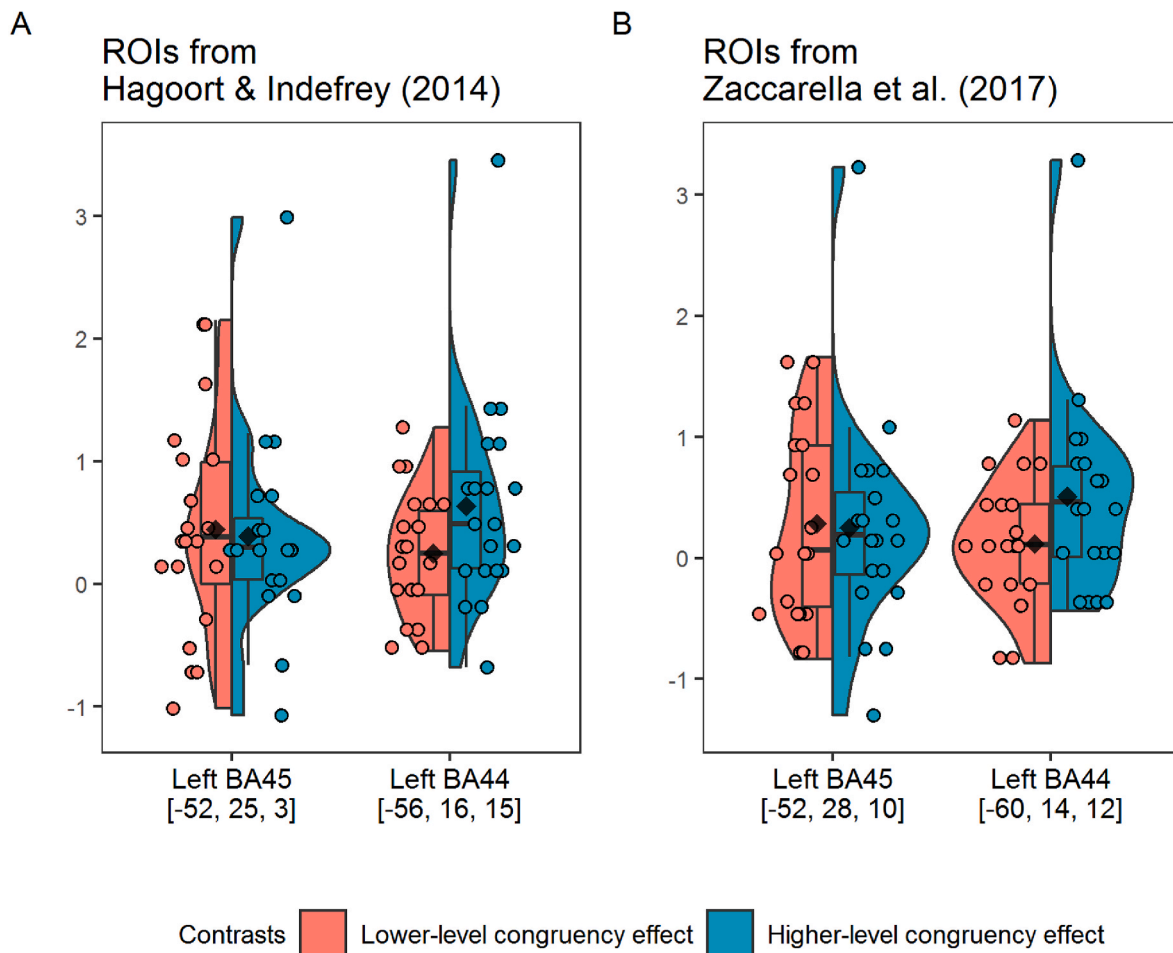 A
ROIs from
Hagoort & Indefrey (2014)
3
2
1
0
-1
Left BA45
[-52, 25, 3]
Left BA44
[-56, 16, 15]
B
ROIs from
Zaccarella et al. (2017)
3
2
1
0
-1
Left BA45
[-52, 28, 10]
Left BA44
[-60, 14, 12]
Contrasts Lower-level congruency effect Higher-level congruency effect